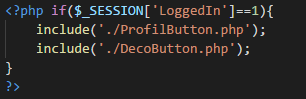 <?php if($_SESSION['LoggedIn']==1){
    include('./ProfilButton.php');
    include('./DecoButton.php');
}
?>